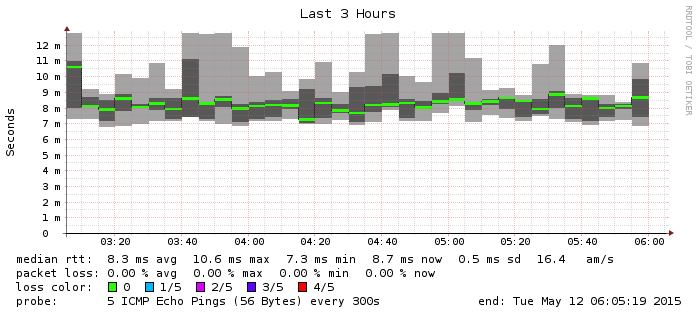 Last 3 Hours
RRDTOOL / TOBI OETIKER
Seconds
12 m
11 m
10 m
9 m
8 m
7 m
6 m
5 m
4 m
3 m
2 m
1 m
0
03:20 03:40 04:00 04:20 04:40 05:00 05:20 05:40 06:00
median rtt: 8.3 ms avg 10.6 ms max 7.3 ms min 8.7 ms now 0.5 ms sd 16.4 am/s
packet loss: 0.00 % avg 0.00 % max 0.00 % min 0.00 % now
loss color: 0 1/5 2/5 3/5 4/5
probe: 5 ICMP Echo Pings (56 Bytes) every 300s end: Tue May 12 06:05:19 2015